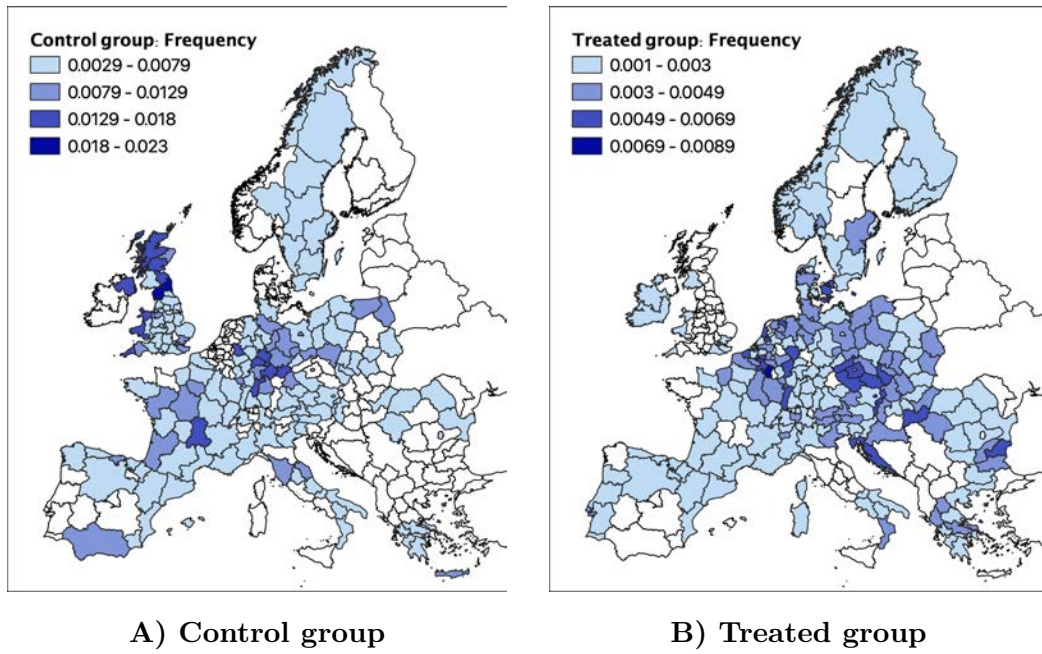 Control group: Frequency
0.0029 - 0.0079
0.0079 - 0.0129
0.0129 - 0.018
0.018 - 0.023
Treated group: Frequency
0.001 - 0.003
0.003 - 0.0049
0.0049 - 0.0069
0.0069 - 0.0089
A) Control group
B) Treated group